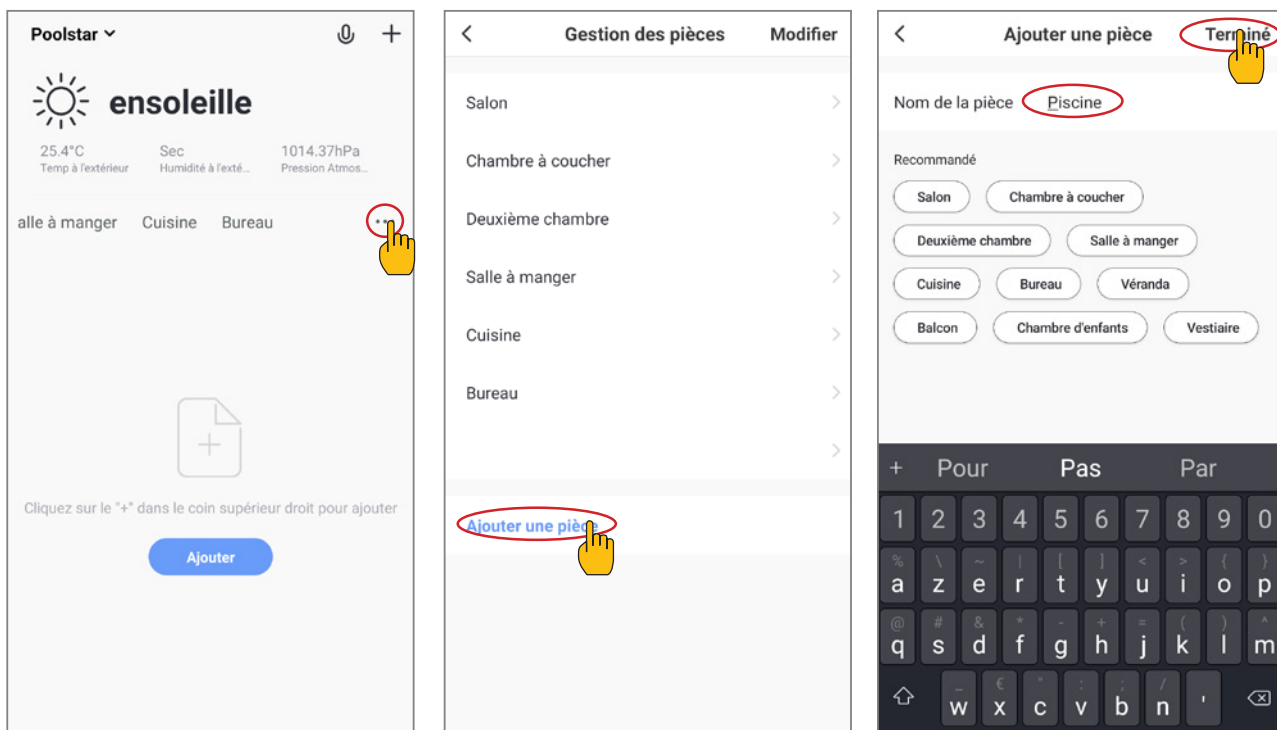 Poolstar
ensoleille
25.4°C Sec 1014.37hPa
Temp à l'extérieur Humidité à l'exté... Pression Atmos...
alle à manger Cuisine Bureau ...
Cliquez sur le "+" dans le coin supérieur droit pour ajouter
Ajouter
Gestion des pièces Modifier
Salon
Chambre à coucher
Deuxième chambre
Salle à manger
Cuisine
Bureau
Ajouter une pièce
Ajouter une pièce Terminé
Nom de la pièce Piscine
Recommandé
Salon Chambre à coucher
Deuxième chambre Salle à manger
Cuisine Bureau Véranda
Balcon Chambre d'enfants Vestiaire
+ Pour Pas Par
1 2 3 4 5 6 7 8 9 0
% \ ~ | [ ] < > { }
a z e r t y u i o p
@ # & * - + = ( ) ^
q s d f g h j k l m
_ € " : ; /
w x c v b n '